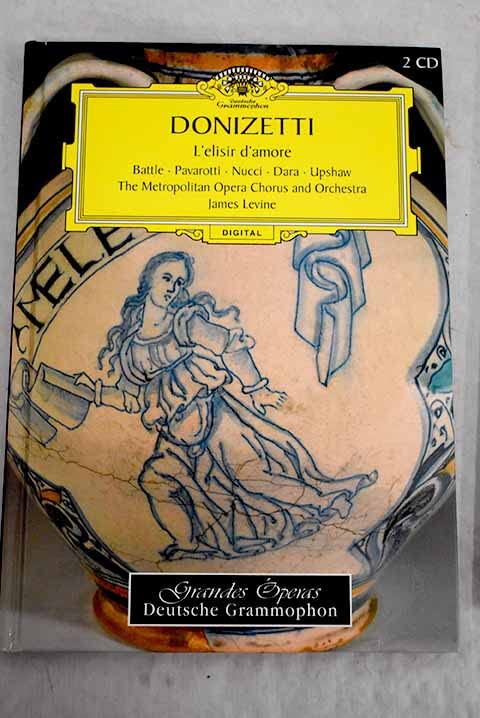 2 CD
Deutsche
Grammophon
DONIZETTI
L'elisir d'amore
Battle · Pavarotti · Nucci · Dara · Upshaw
The Metropolitan Opera Chorus and Orchestra
James Levine
DIGITAL
MELE
Grandes Óperas
Deutsche Grammophon